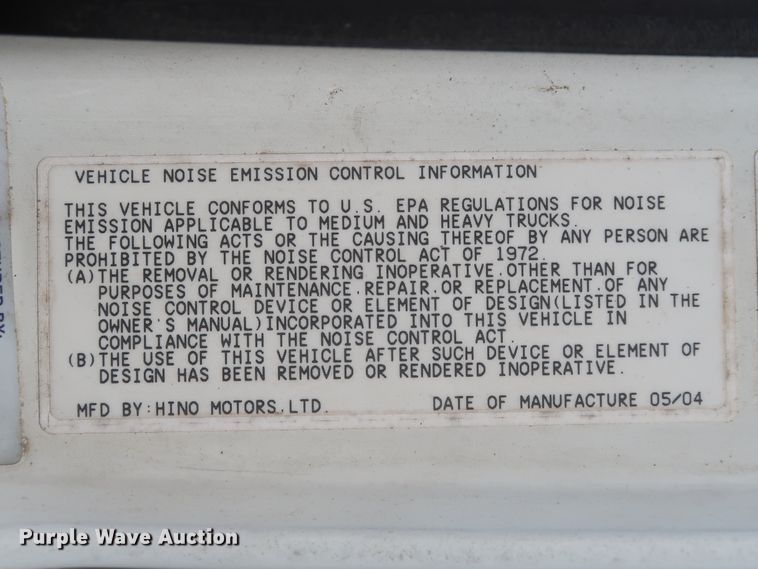 VEHICLE NOISE EMISSION CONTROL INFORMATION
THIS VEHICLE CONFORMS TO U.S. EPA REGULATIONS FOR NOISE
EMISSION APPLICABLE TO MEDIUM AND HEAVY TRUCKS.
THE FOLLOWING ACTS OR THE CAUSING THEREOF BY ANY PERSON ARE
PROHIBITED BY THE NOISE CONTROL ACT OF 1972.
(A) THE REMOVAL OR RENDERING INOPERATIVE.OTHER THAN FOR
PURPOSES OF MAINTENANCE.REPAIR.OR REPLACEMENT.OF ANY
NOISE CONTROL DEVICE OR ELEMENT OF DESIGN(LISTED IN THE
OWNER'S MANUAL)INCORPORATED INTO THIS VEHICLE IN
COMPLIANCE WITH THE NOISE CONTROL ACT.
(B) THE USE OF THIS VEHICLE AFTER SUCH DEVICE OR ELEMENT OF
DESIGN HAS BEEN REMOVED OR RENDERED INOPERATIVE.
MFD BY:HINO MOTORS.LTD. DATE OF MANUFACTURE 05/04
Purple Wave Auction